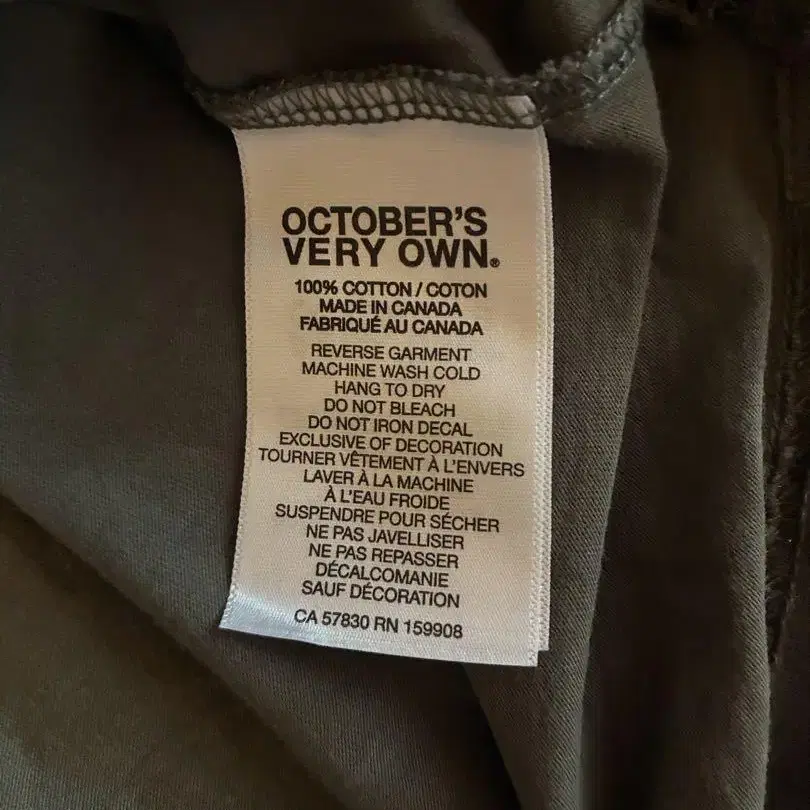 OCTOBER'S
VERY OWN®
100% COTTON / COTON
MADE IN CANADA
FABRIQUÉ AU CANADA
REVERSE GARMENT
MACHINE WASH COLD
HANG TO DRY
DO NOT BLEACH
DO NOT IRON DECAL
EXCLUSIVE OF DECORATION
TOURNER VÊTEMENT À L'ENVERS
LAVER À LA MACHINE
À L'EAU FROIDE
SUSPENDRE POUR SÉCHER
NE PAS JAVELLISER
NE PAS REPASSER
DÉCALCOMANIE
SAUF DÉCORATION
CA 57830 RN 159908